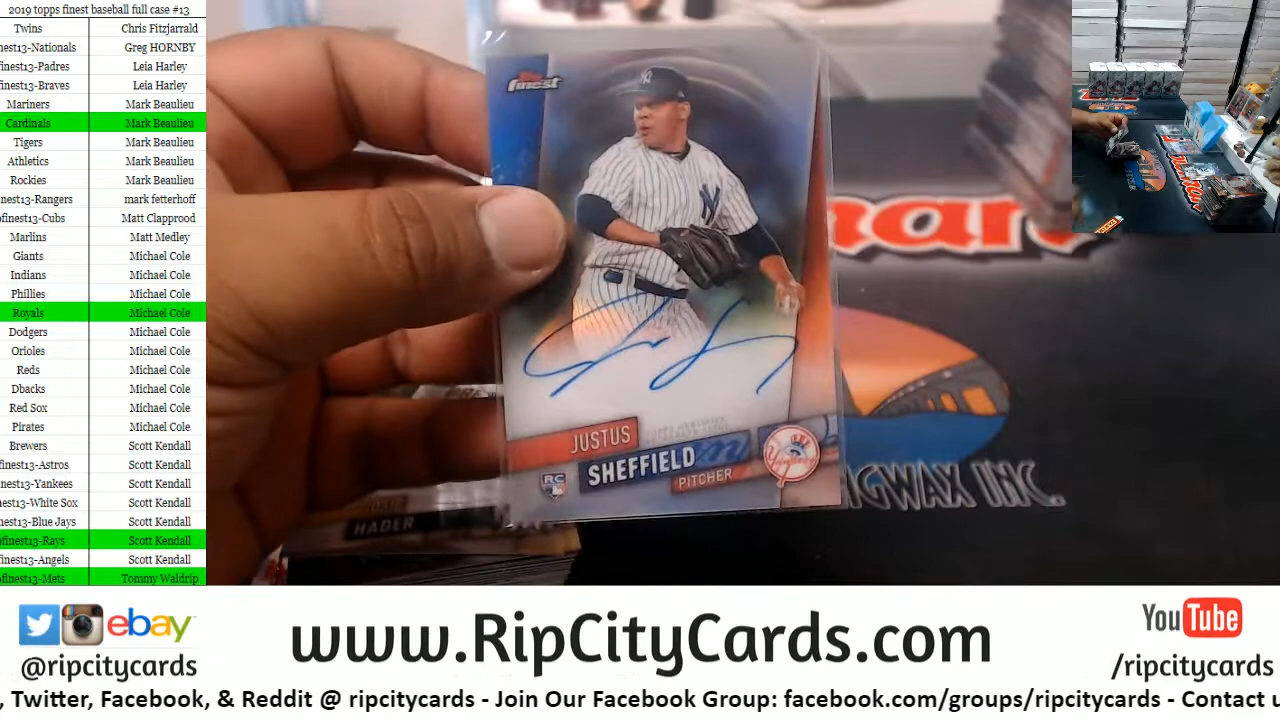 2019 topps finest baseball full case #13
Twins Chris Fitzjarrald
nest13-Nationals Greg HORNBY
finest13-Padres Leia Harley
finest13-Braves Leia Harley
Mariners Mark Beaulieu
Cardinals Mark Beaulieu
Tigers Mark Beaulieu
Athletics Mark Beaulieu
Rockies Mark Beaulieu
nest13-Rangers mark fetterhoff
finest13-Cubs Matt Clapprood
Marlins Matt Medley
Giants Michael Cole
Indians Michael Cole
Phillies Michael Cole
Royals Michael Cole
Dodgers Michael Cole
Orioles Michael Cole
Reds Michael Cole
Dbacks Michael Cole
Red Sox Michael Cole
Pirates Michael Cole
Brewers Scott Kendall
finest13-Astros Scott Kendall
finest13-Yankees Scott Kendall
nest13-White Sox Scott Kendall
nest13-Blue Jays Scott Kendall
finest13-Rays Scott Kendall
finest13-Angels Scott Kendall
finest13-Mets Tommy Waldrip
finest
NY
JUSTUS
SHEFFIELD
PITCHER
RC
HADER
IGWAX INC.
ebay
@ripcitycards
www.RipCityCards.com
YouTube
/ripcitycards
, Twitter, Facebook, & Reddit @ ripcitycards - Join Our Facebook Group: facebook.com/groups/ripcitycards - Contact u